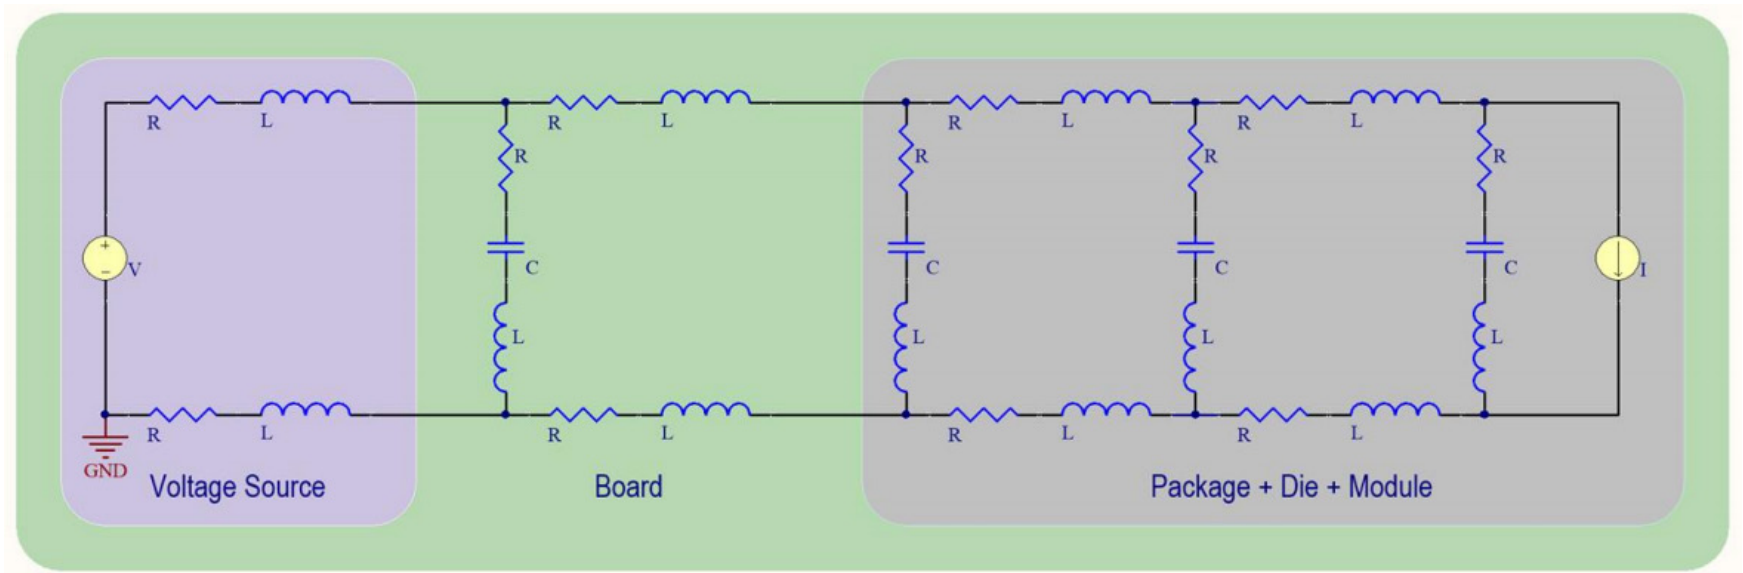 R L R L R L R L
R R R R
V C C C C I
L L L L
R L R L R L R L
GND
Voltage Source Board Package + Die + Module